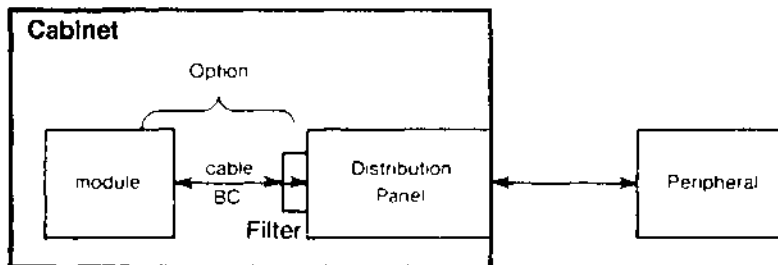 Cabinet
Option
module
cable
BC
Filter
Distribution
Panel
Peripheral